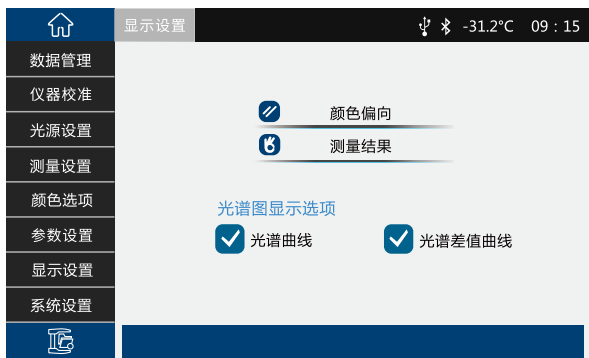 显示设置
-31.2°C 09 : 15
数据管理
仪器校准
光源设置
测量设置
颜色选项
参数设置
显示设置
系统设置
颜色偏向
测量结果
光谱图显示选项
光谱曲线
光谱差值曲线